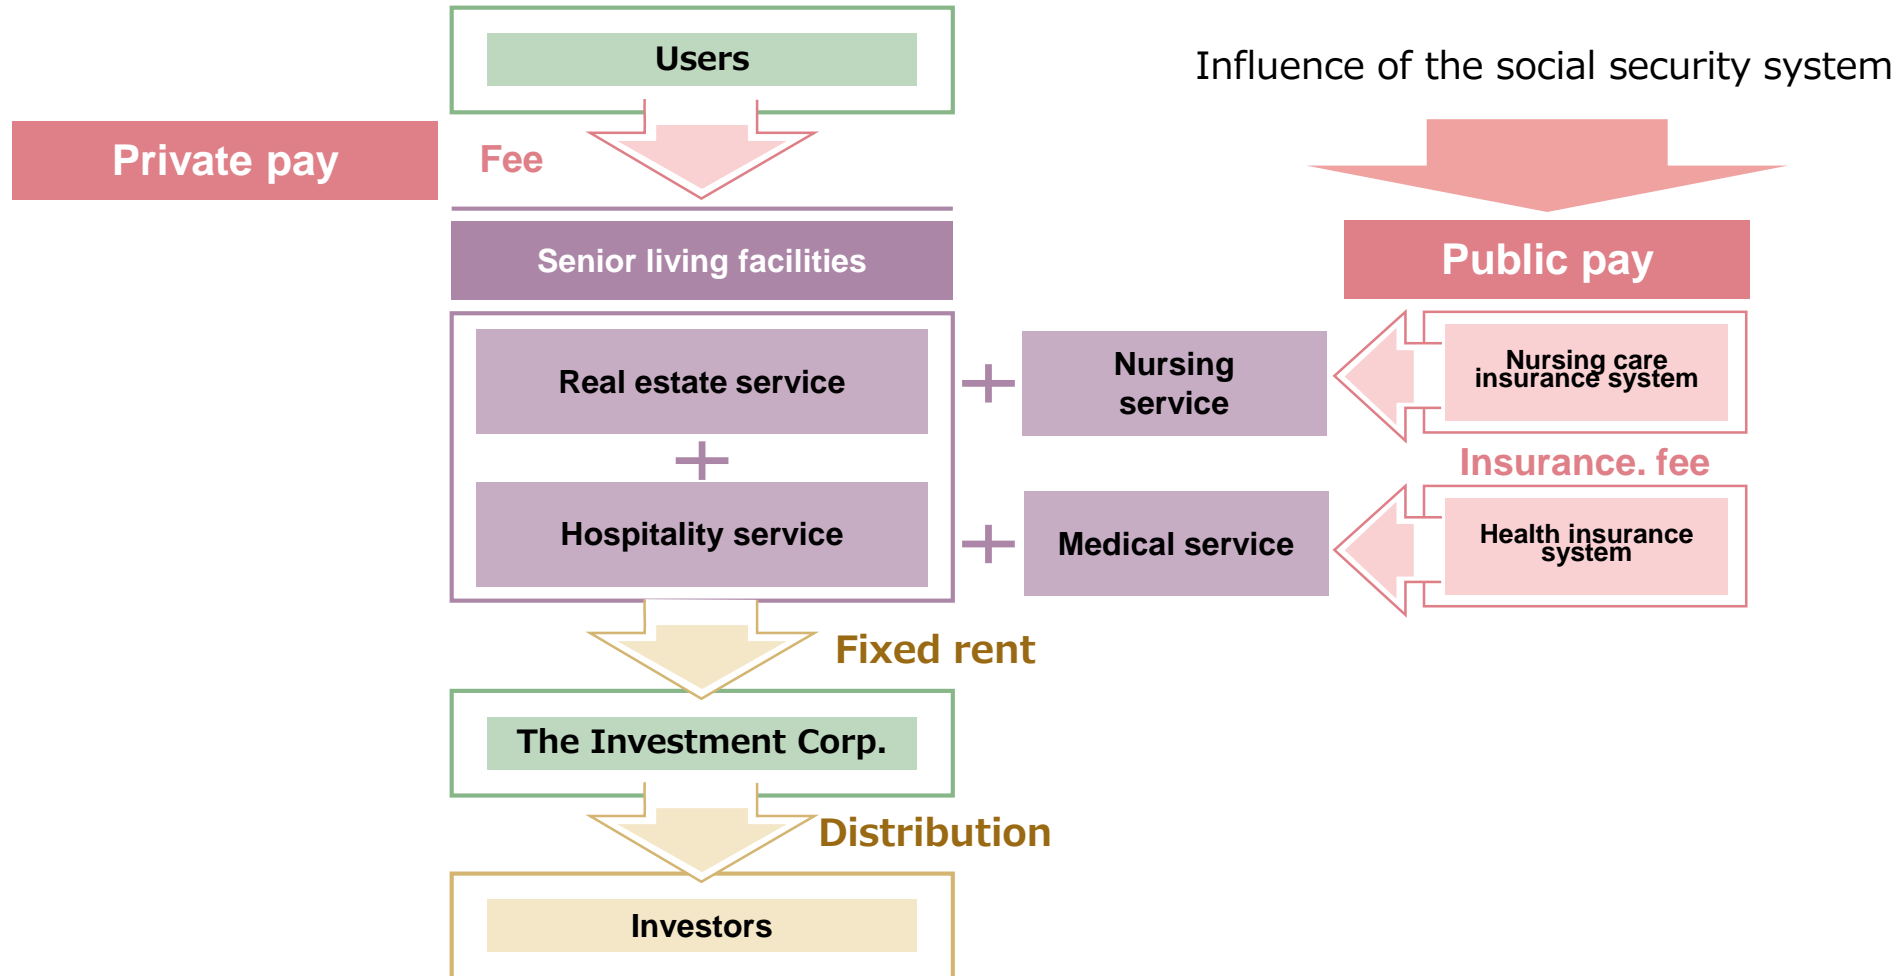 Users
Influence of the social security system
Private pay
Fee
Senior living facilities
Public pay
Real estate service
Nursing
service
Nursing care
insurance system
Insurance. fee
Hospitality service
Medical service
Health insurance
system
Fixed rent
The Investment Corp.
Distribution
Investors